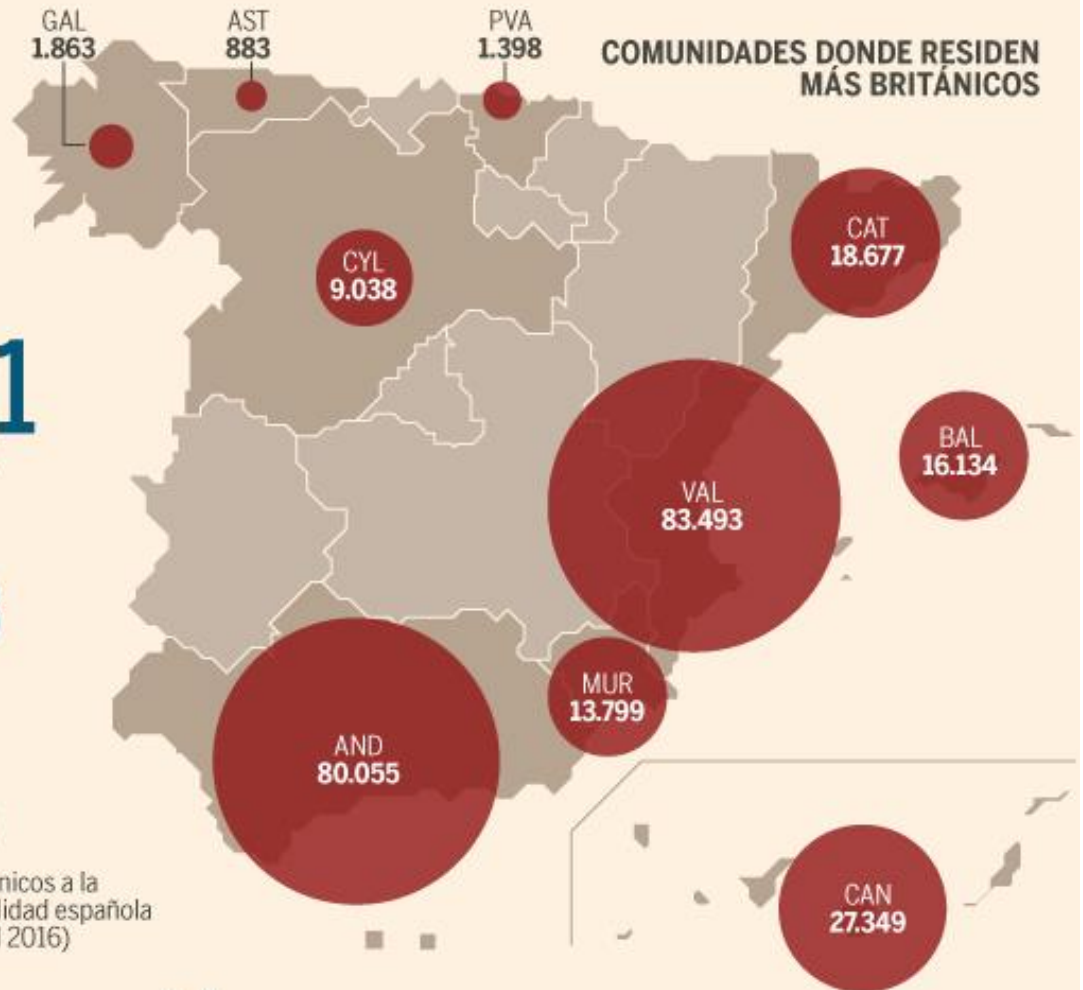 GAL
1.863
AST
883
PVA
1.398
COMUNIDADES DONDE RESIDEN
MÁS BRITÁNICOS
CAT
18.677
CYL
9.038
1
BAL
16.134
VAL
83.493
MUR
13.799
AND
80.055
nicos a la
lidad española
2016)
CAN
27.349